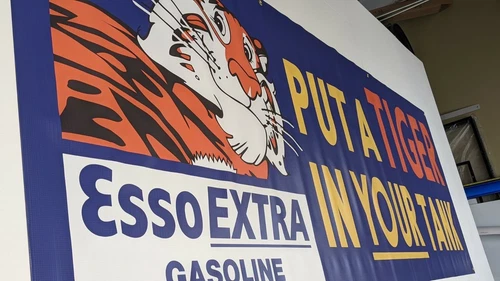 PUT A TIGER
IN YOUR TANK
Esso EXTRA
GASOLINE